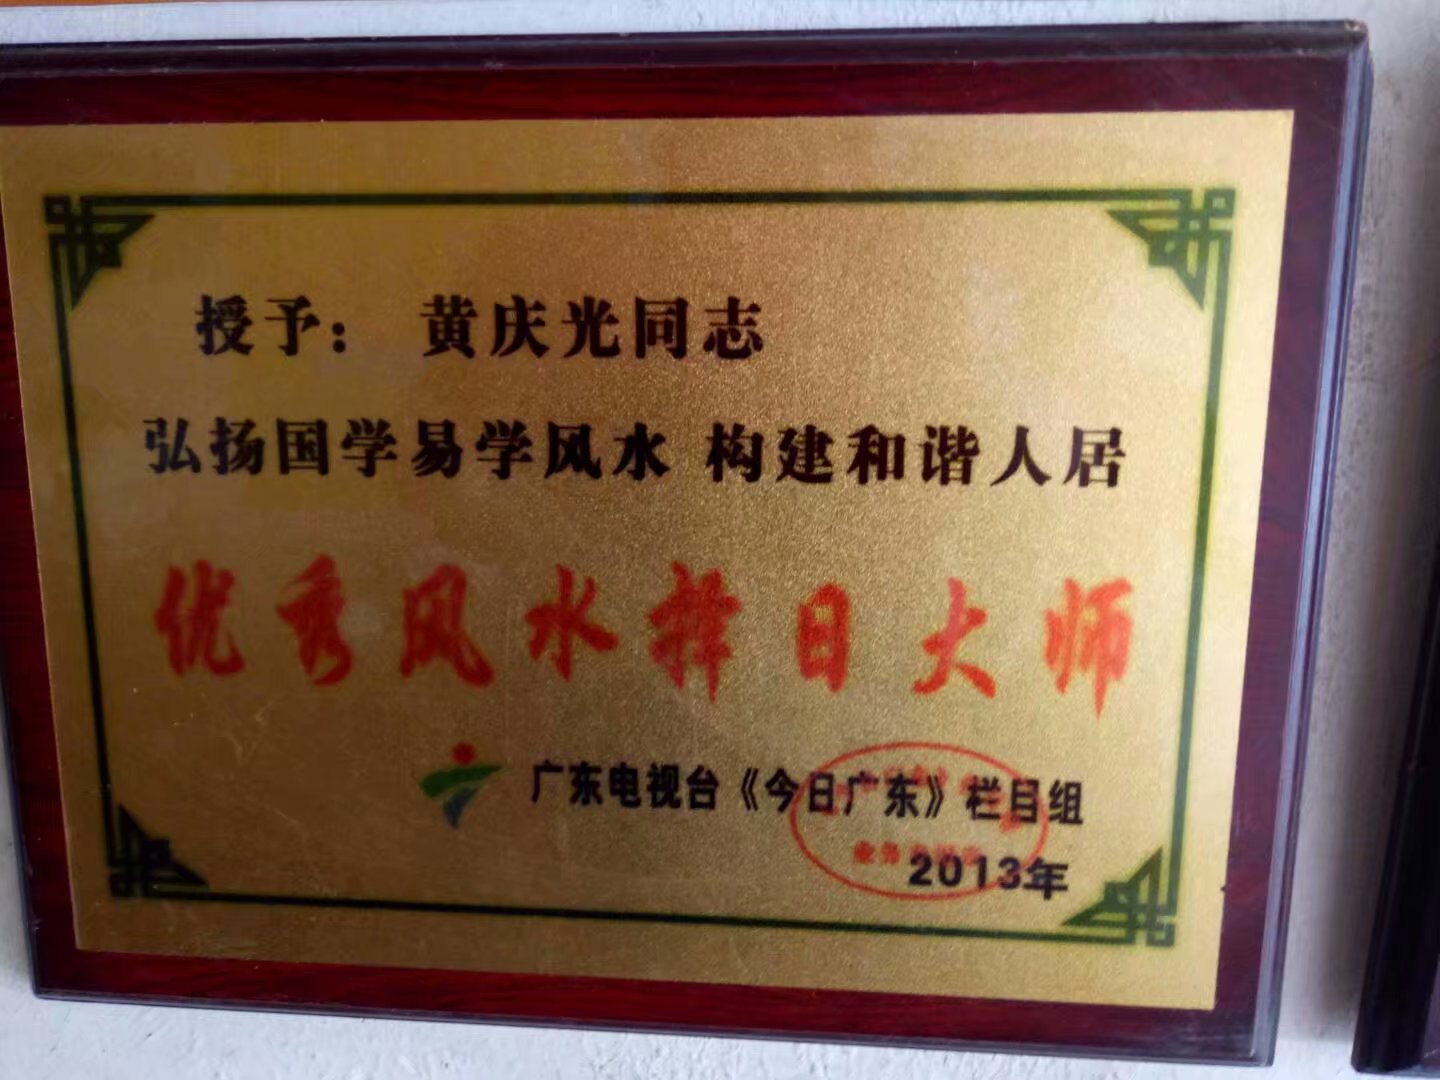 授予： 黄庆光同志
弘扬国学易学风水 构建和谐人居
优秀风水择日大师
广东电视台《今日广东》栏目组
2013年